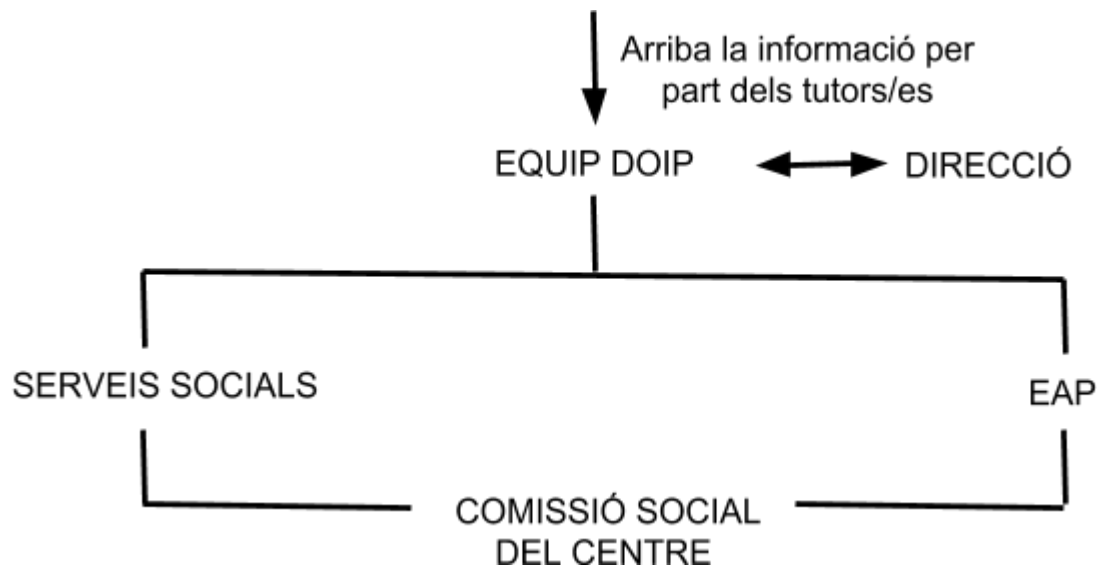 Arriba la informació per
part dels tutors/es
EQUIP DOIP
DIRECCIÓ
SERVEIS SOCIALS
EAP
COMISSIÓ SOCIAL
DEL CENTRE